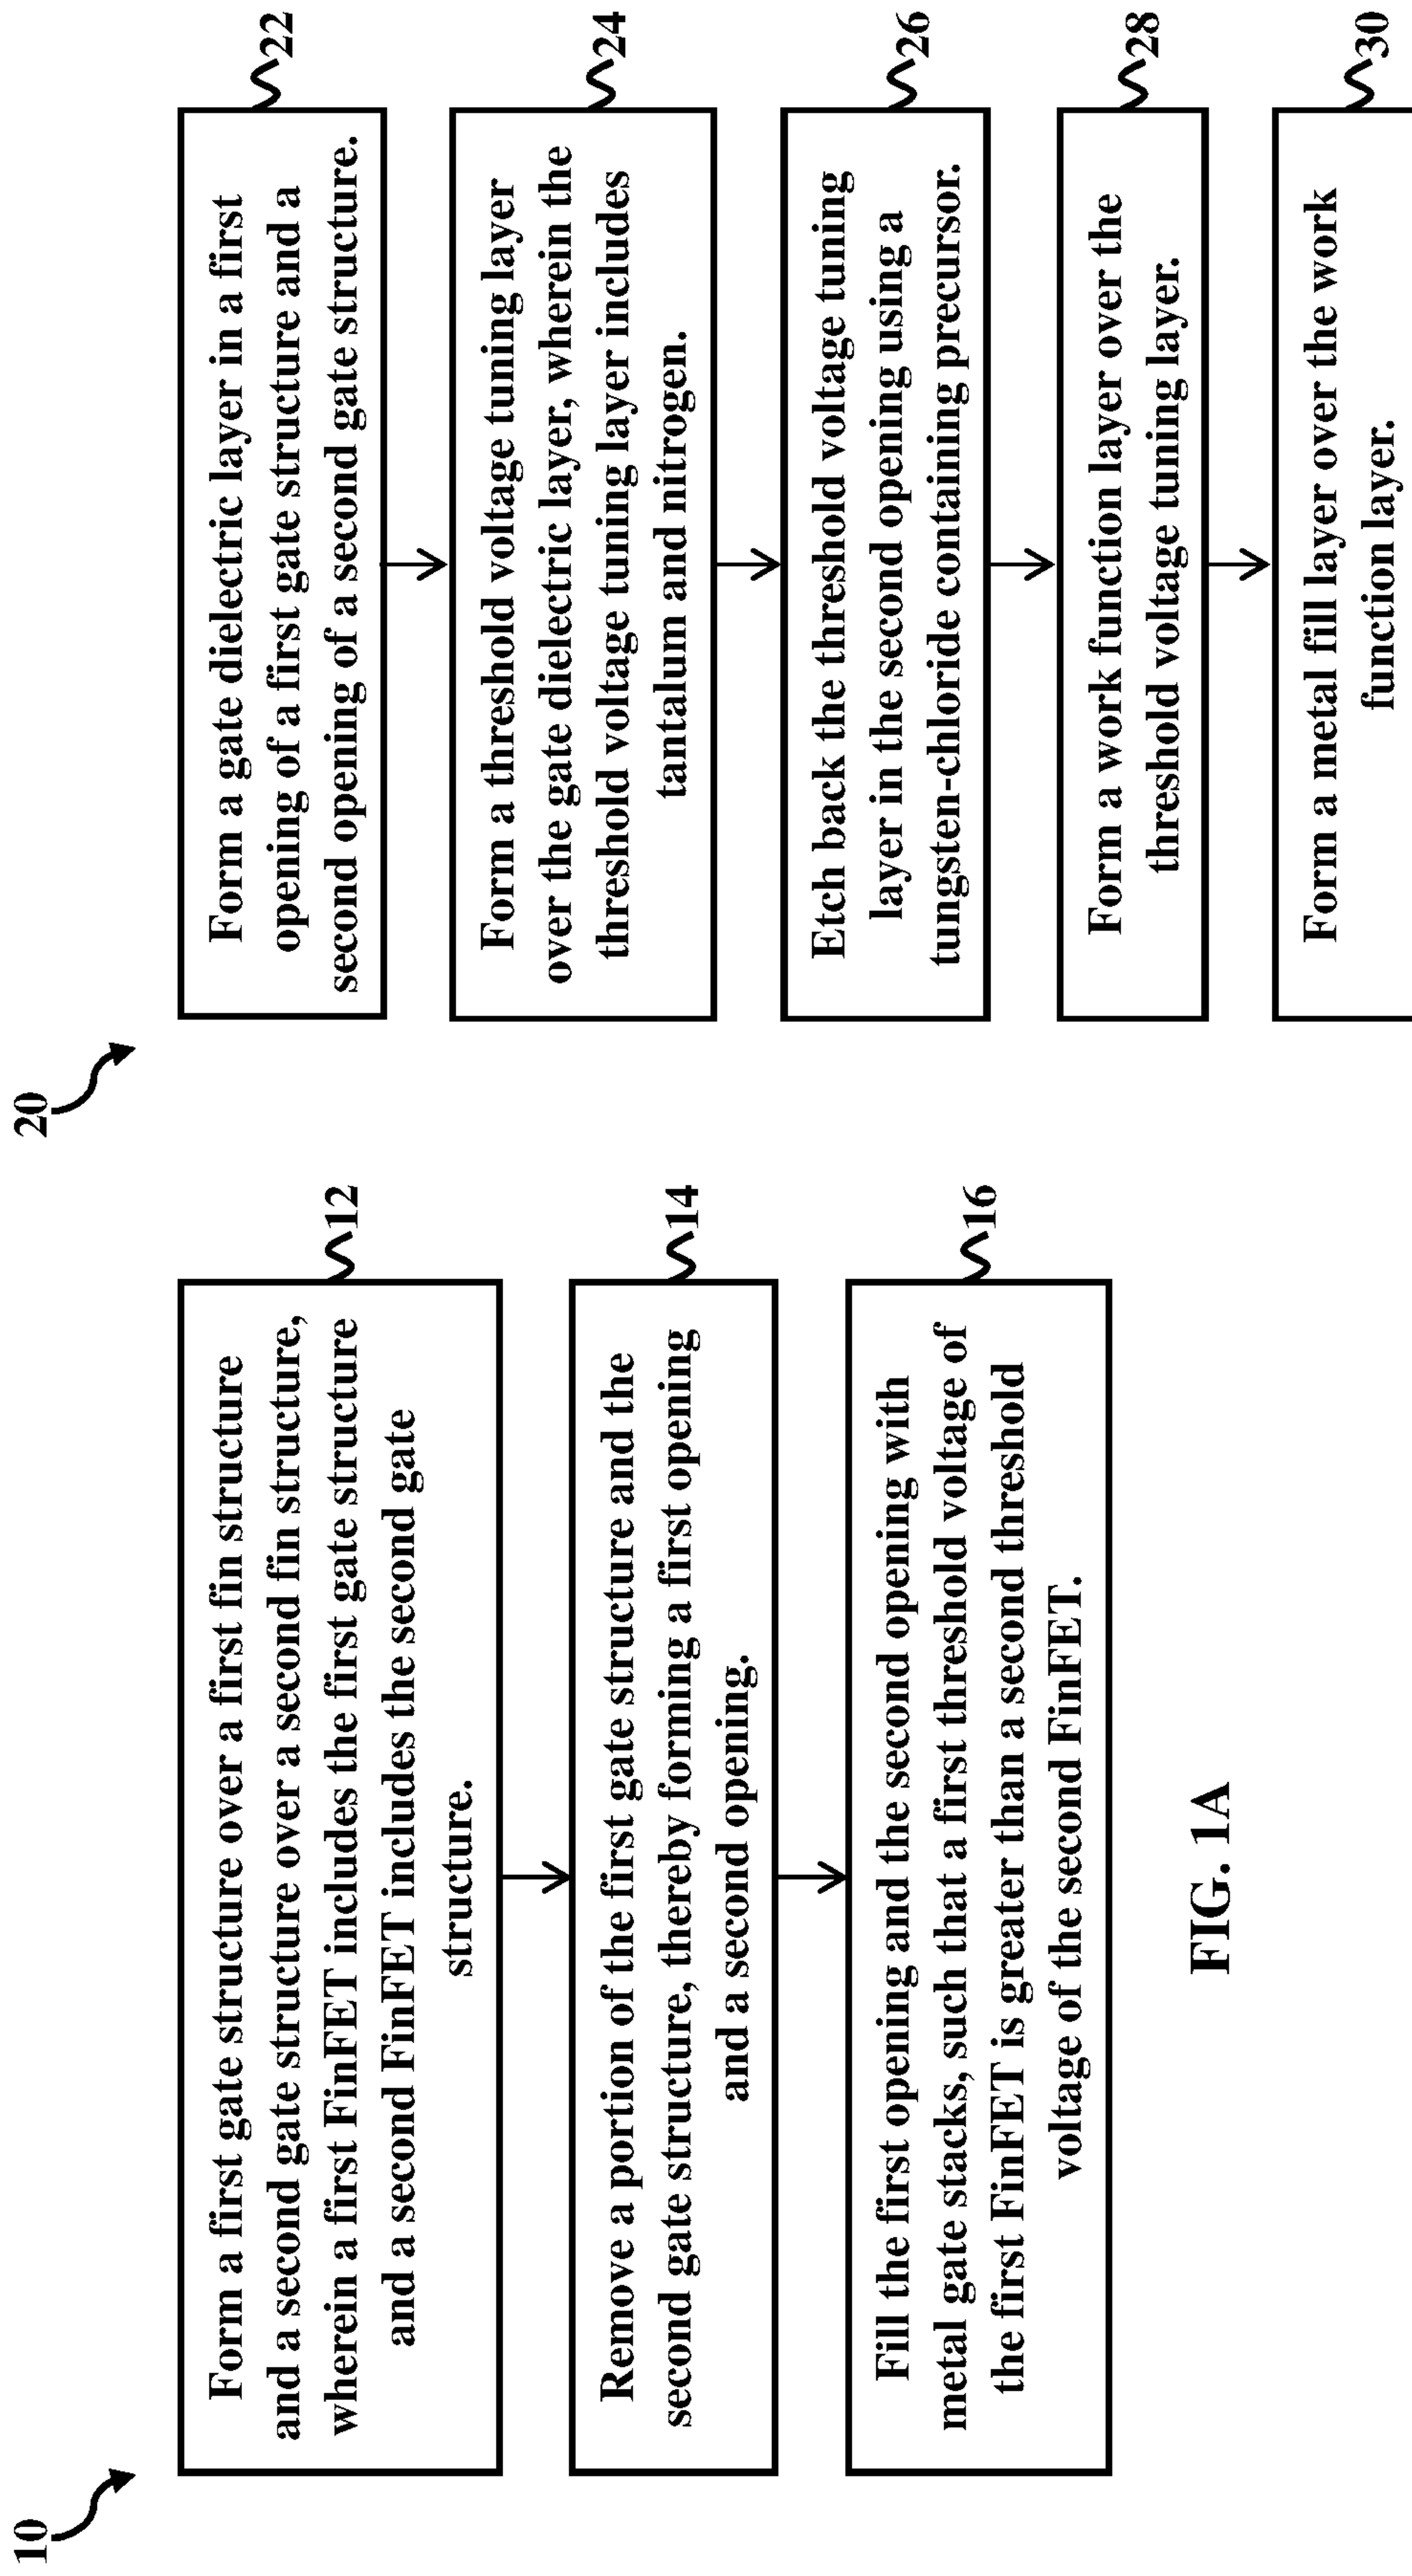 10
Form a first gate structure over a first fin structure
and a second gate structure over a second fin structure,
wherein a first FinFET includes the first gate structure
and a second FinFET includes the second gate
structure.
12
Remove a portion of the first gate structure and the
second gate structure, thereby forming a first opening
and a second opening.
14
Fill the first opening and the second opening with
metal gate stacks, such that a first threshold voltage of
the first FinFET is greater than a second threshold
voltage of the second FinFET.
16
FIG. 1A
20
Form a gate dielectric layer in a first
opening of a first gate structure and a
second opening of a second gate structure.
22
Form a threshold voltage tuning layer
over the gate dielectric layer, wherein the
threshold voltage tuning layer includes
tantalum and nitrogen.
24
Etch back the threshold voltage tuning
layer in the second opening using a
tungsten-chloride containing precursor.
26
Form a work function layer over the
threshold voltage tuning layer.
28
Form a metal fill layer over the work
function layer.
30